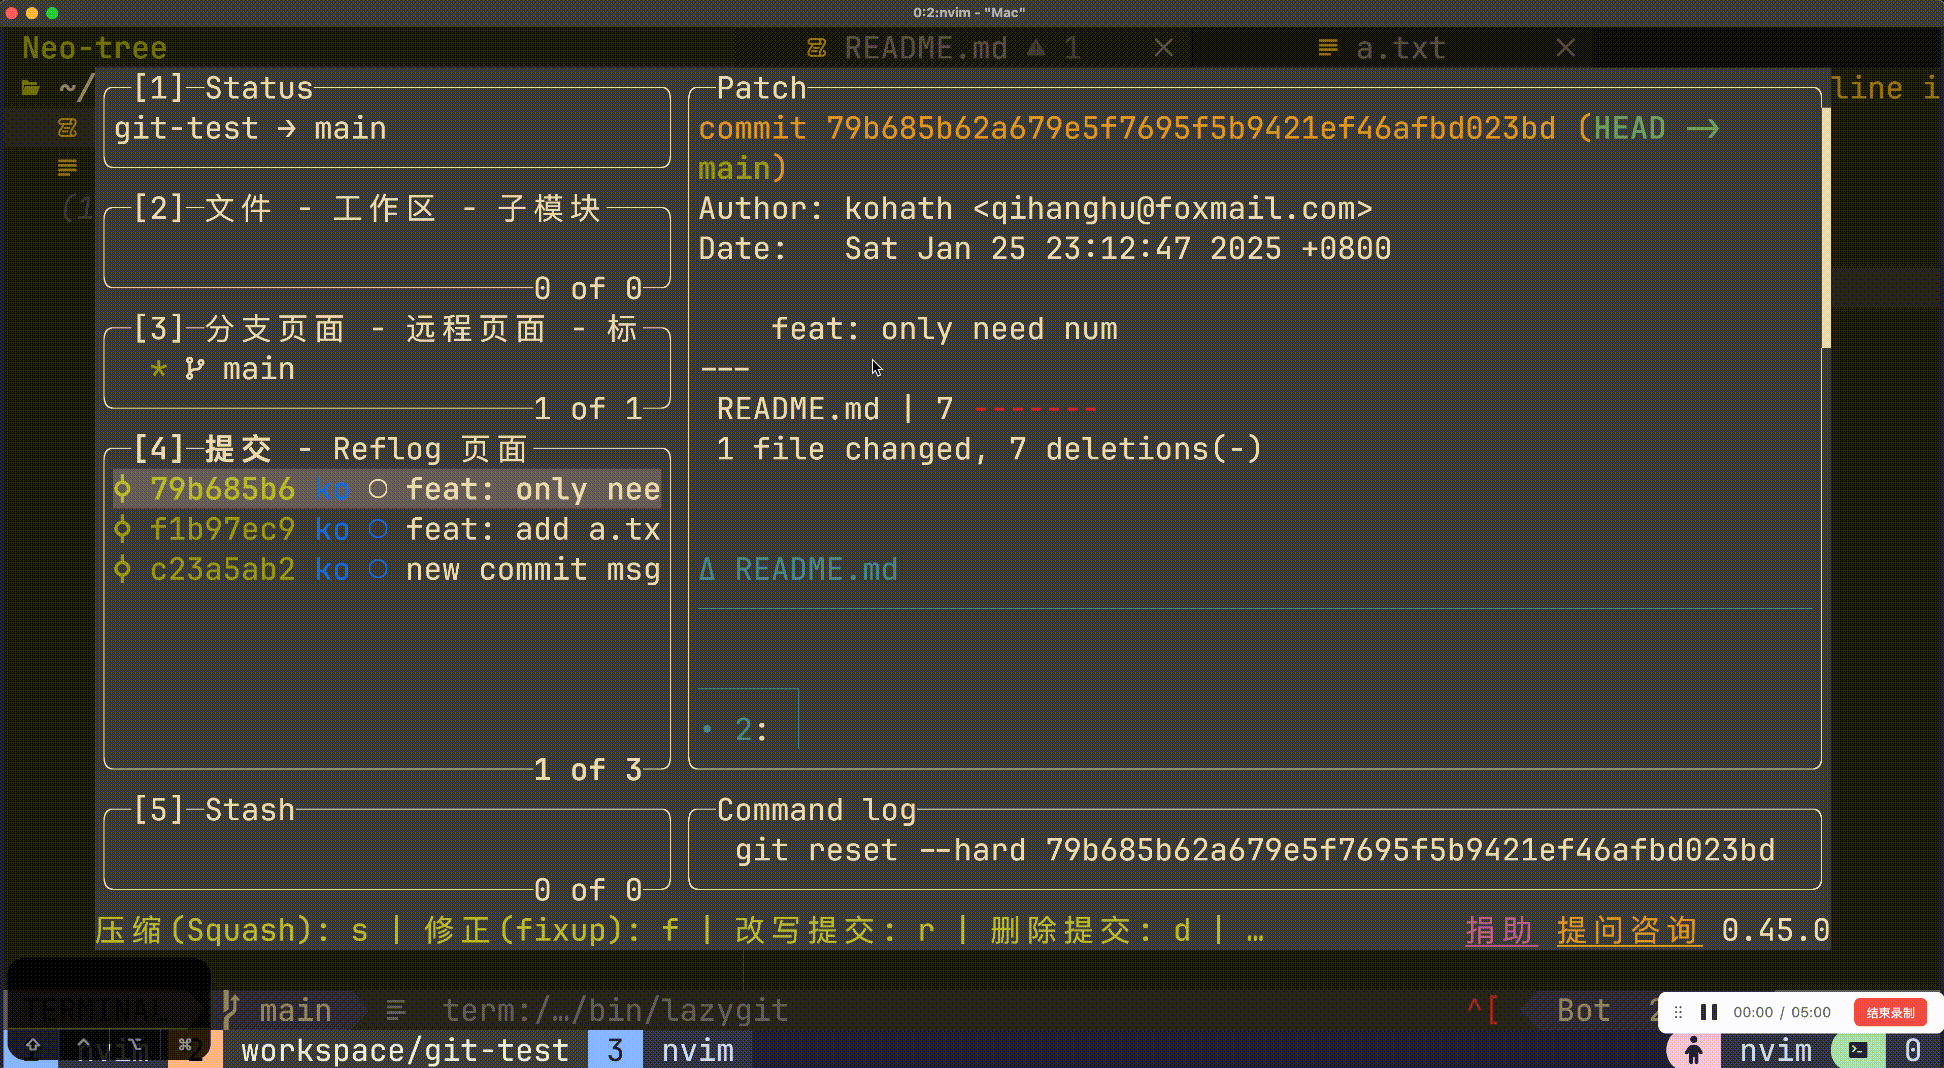 0:2:nvim - "Mac"
Neo-tree
README.md 1
a.txt
~/
line i
[1]-Status
git-test → main
[2]-文件 - 工作区 - 子模块
0 of 0
[3]-分支页面 - 远程页面 - 标
* main
1 of 1
[4]-提交 - Reflog 页面
79b685b6 ko ○ feat: only nee
f1b97ec9 ko ○ feat: add a.tx
c23a5ab2 ko ○ new commit msg
1 of 3
[5]-Stash
0 of 0
Patch
commit 79b685b62a679e5f7695f5b9421ef46afbd023bd (HEAD ->
main)
Author: kohath <qihanghu@foxmail.com>
Date:   Sat Jan 25 23:12:47 2025 +0800
feat: only need num
---
README.md | 7 -------
1 file changed, 7 deletions(-)
Δ README.md
• 2:
Command log
git reset --hard 79b685b62a679e5f7695f5b9421ef46afbd023bd
压缩(Squash): s | 修正(fixup): f | 改写提交: r | 删除提交: d | …
捐助 提问咨询 0.45.0
TERMINAL main term:/…/bin/lazygit
^[ Bot
00:00 / 05:00 结束录制
nvim 2 workspace/git-test 3 nvim
nvim 0